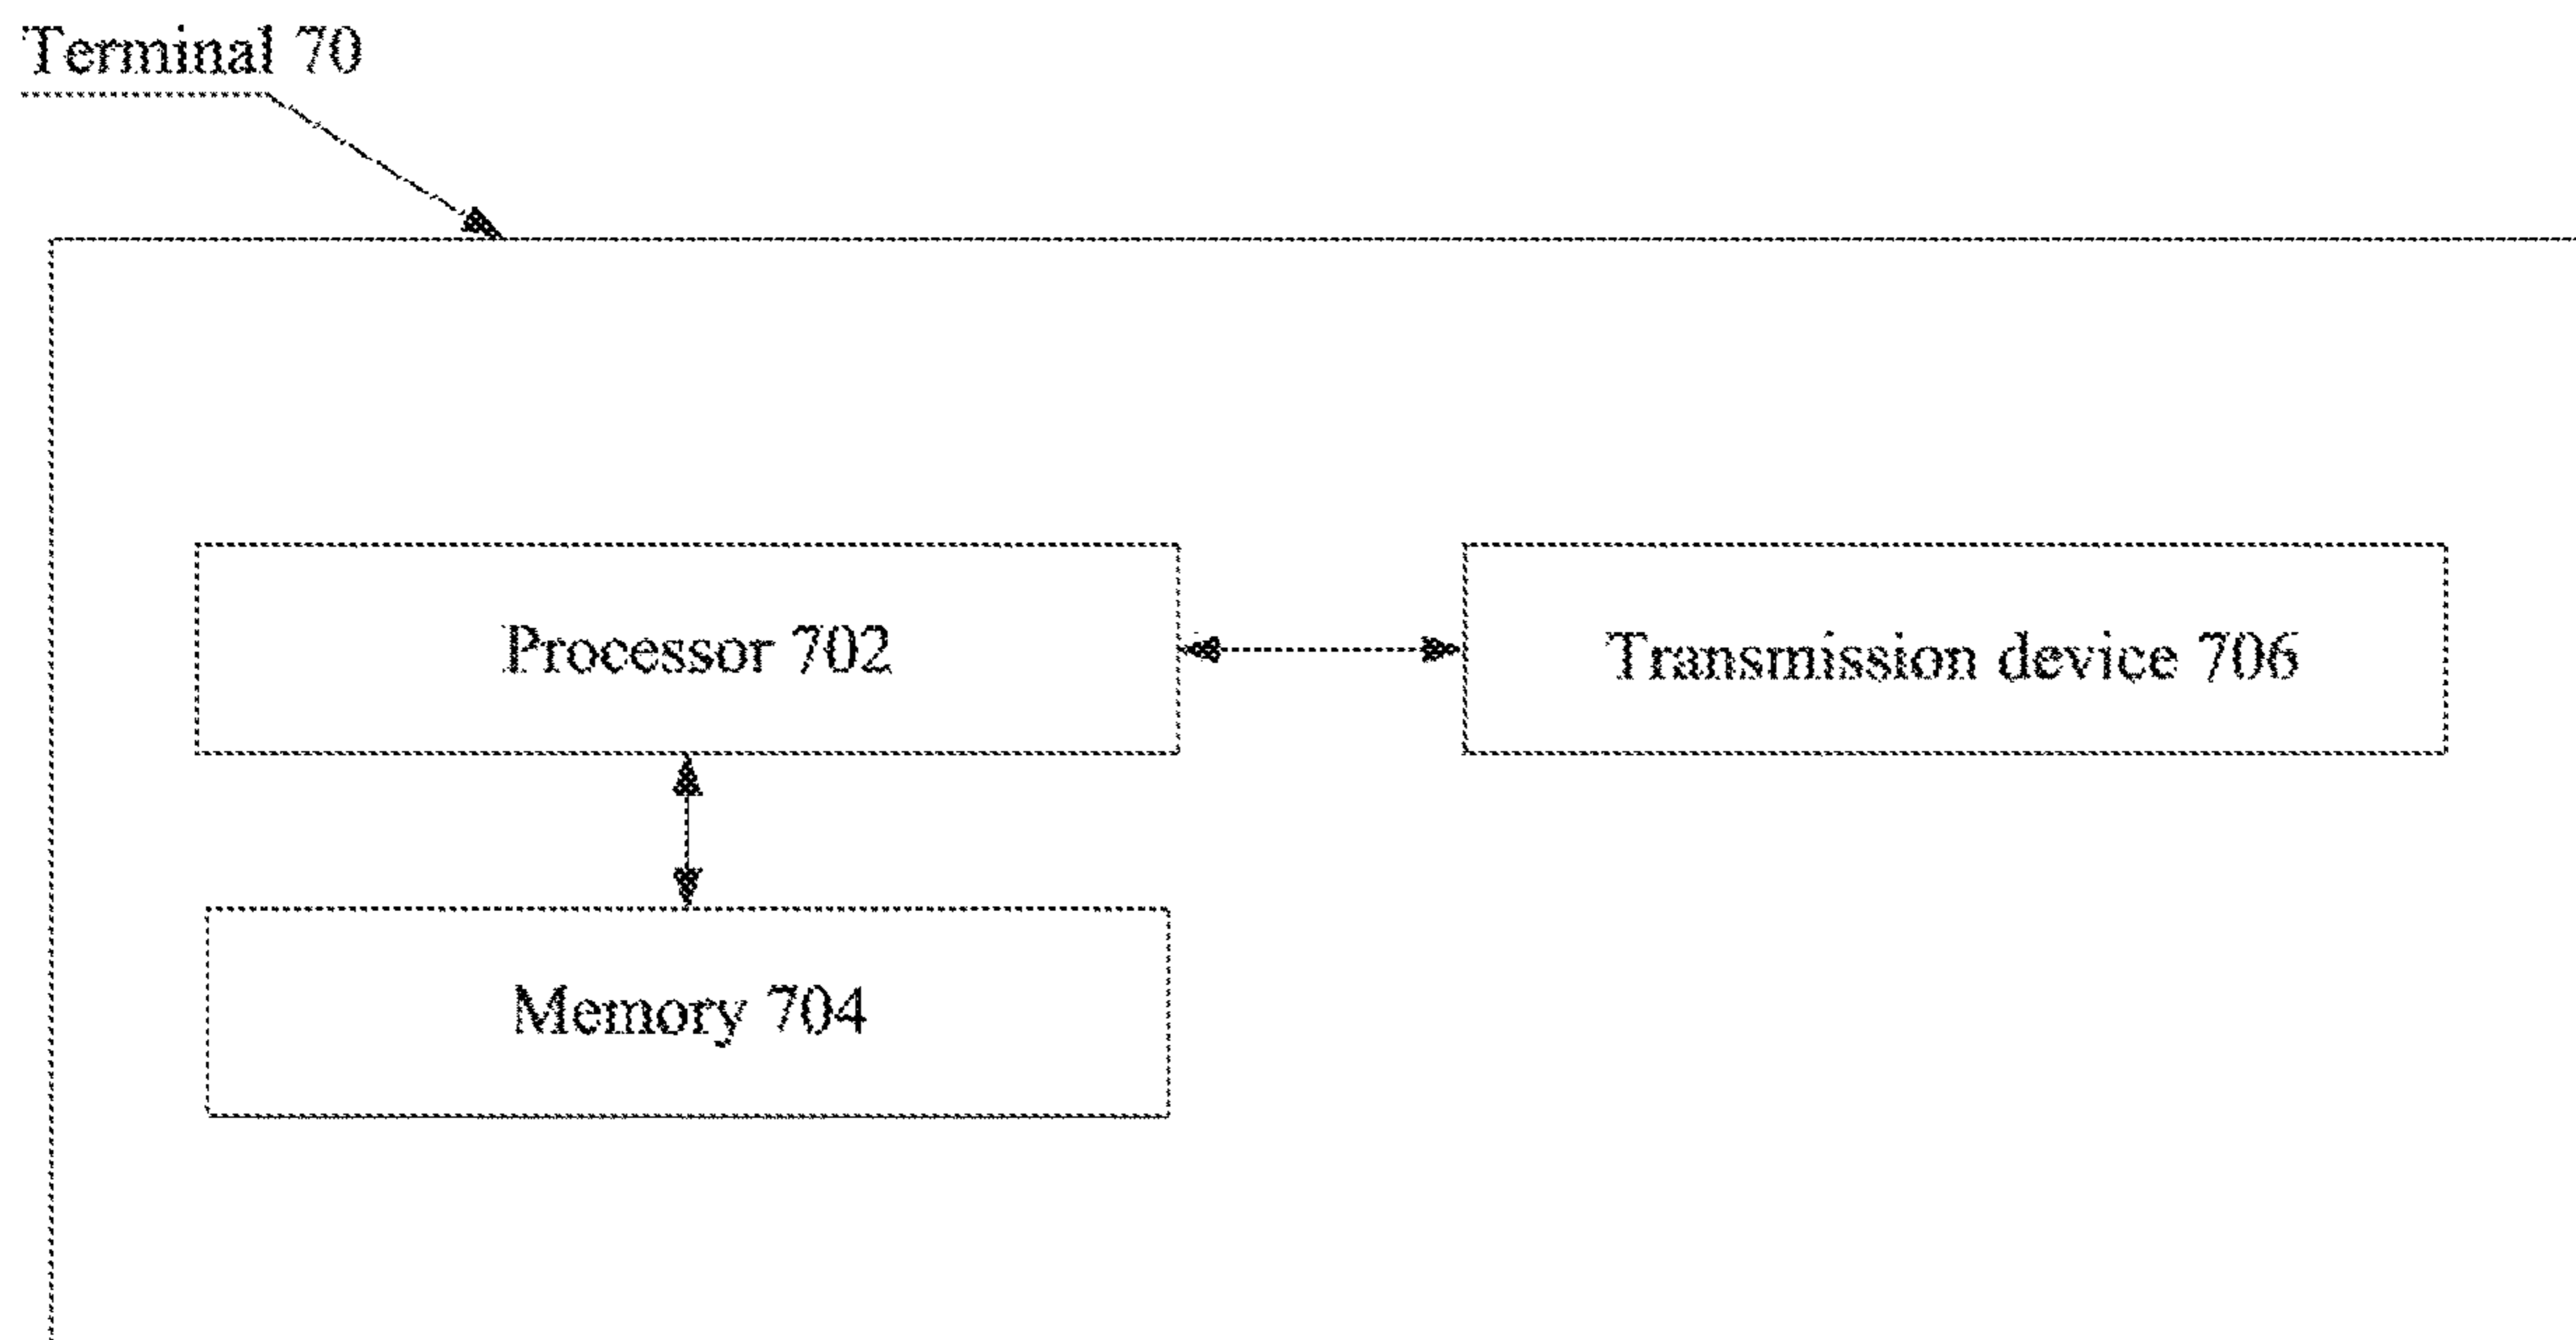 Terminal 70
Processor 702
Transmission device 706
Memory 704